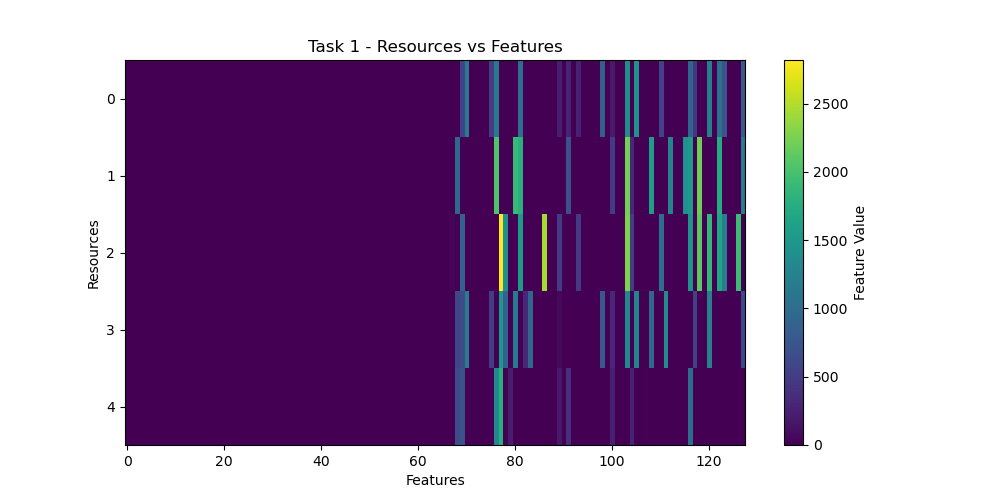 Task 1 - Resources vs Features
0
1
2
3
4
Resources
0 20 40 60 80 100 120
Features
2500
2000
1500
1000
500
0
Feature Value